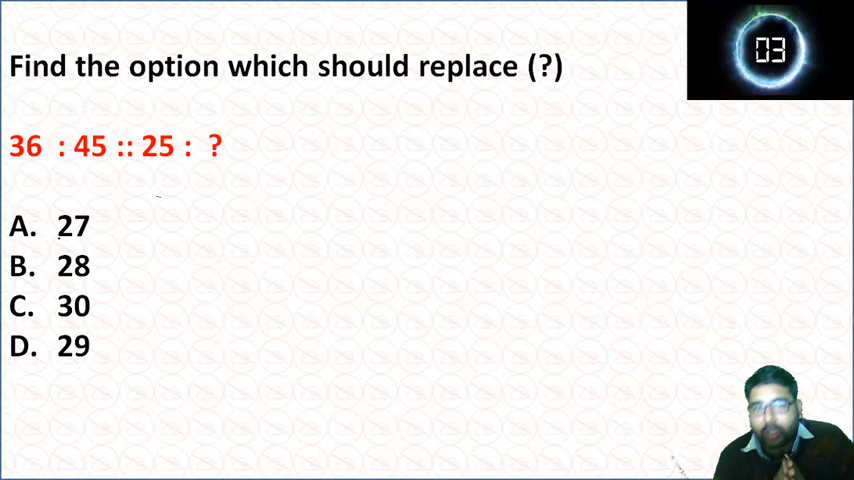 03
Find the option which should replace (?)
36 : 45 :: 25 : ?
A. 27
B. 28
C. 30
D. 29